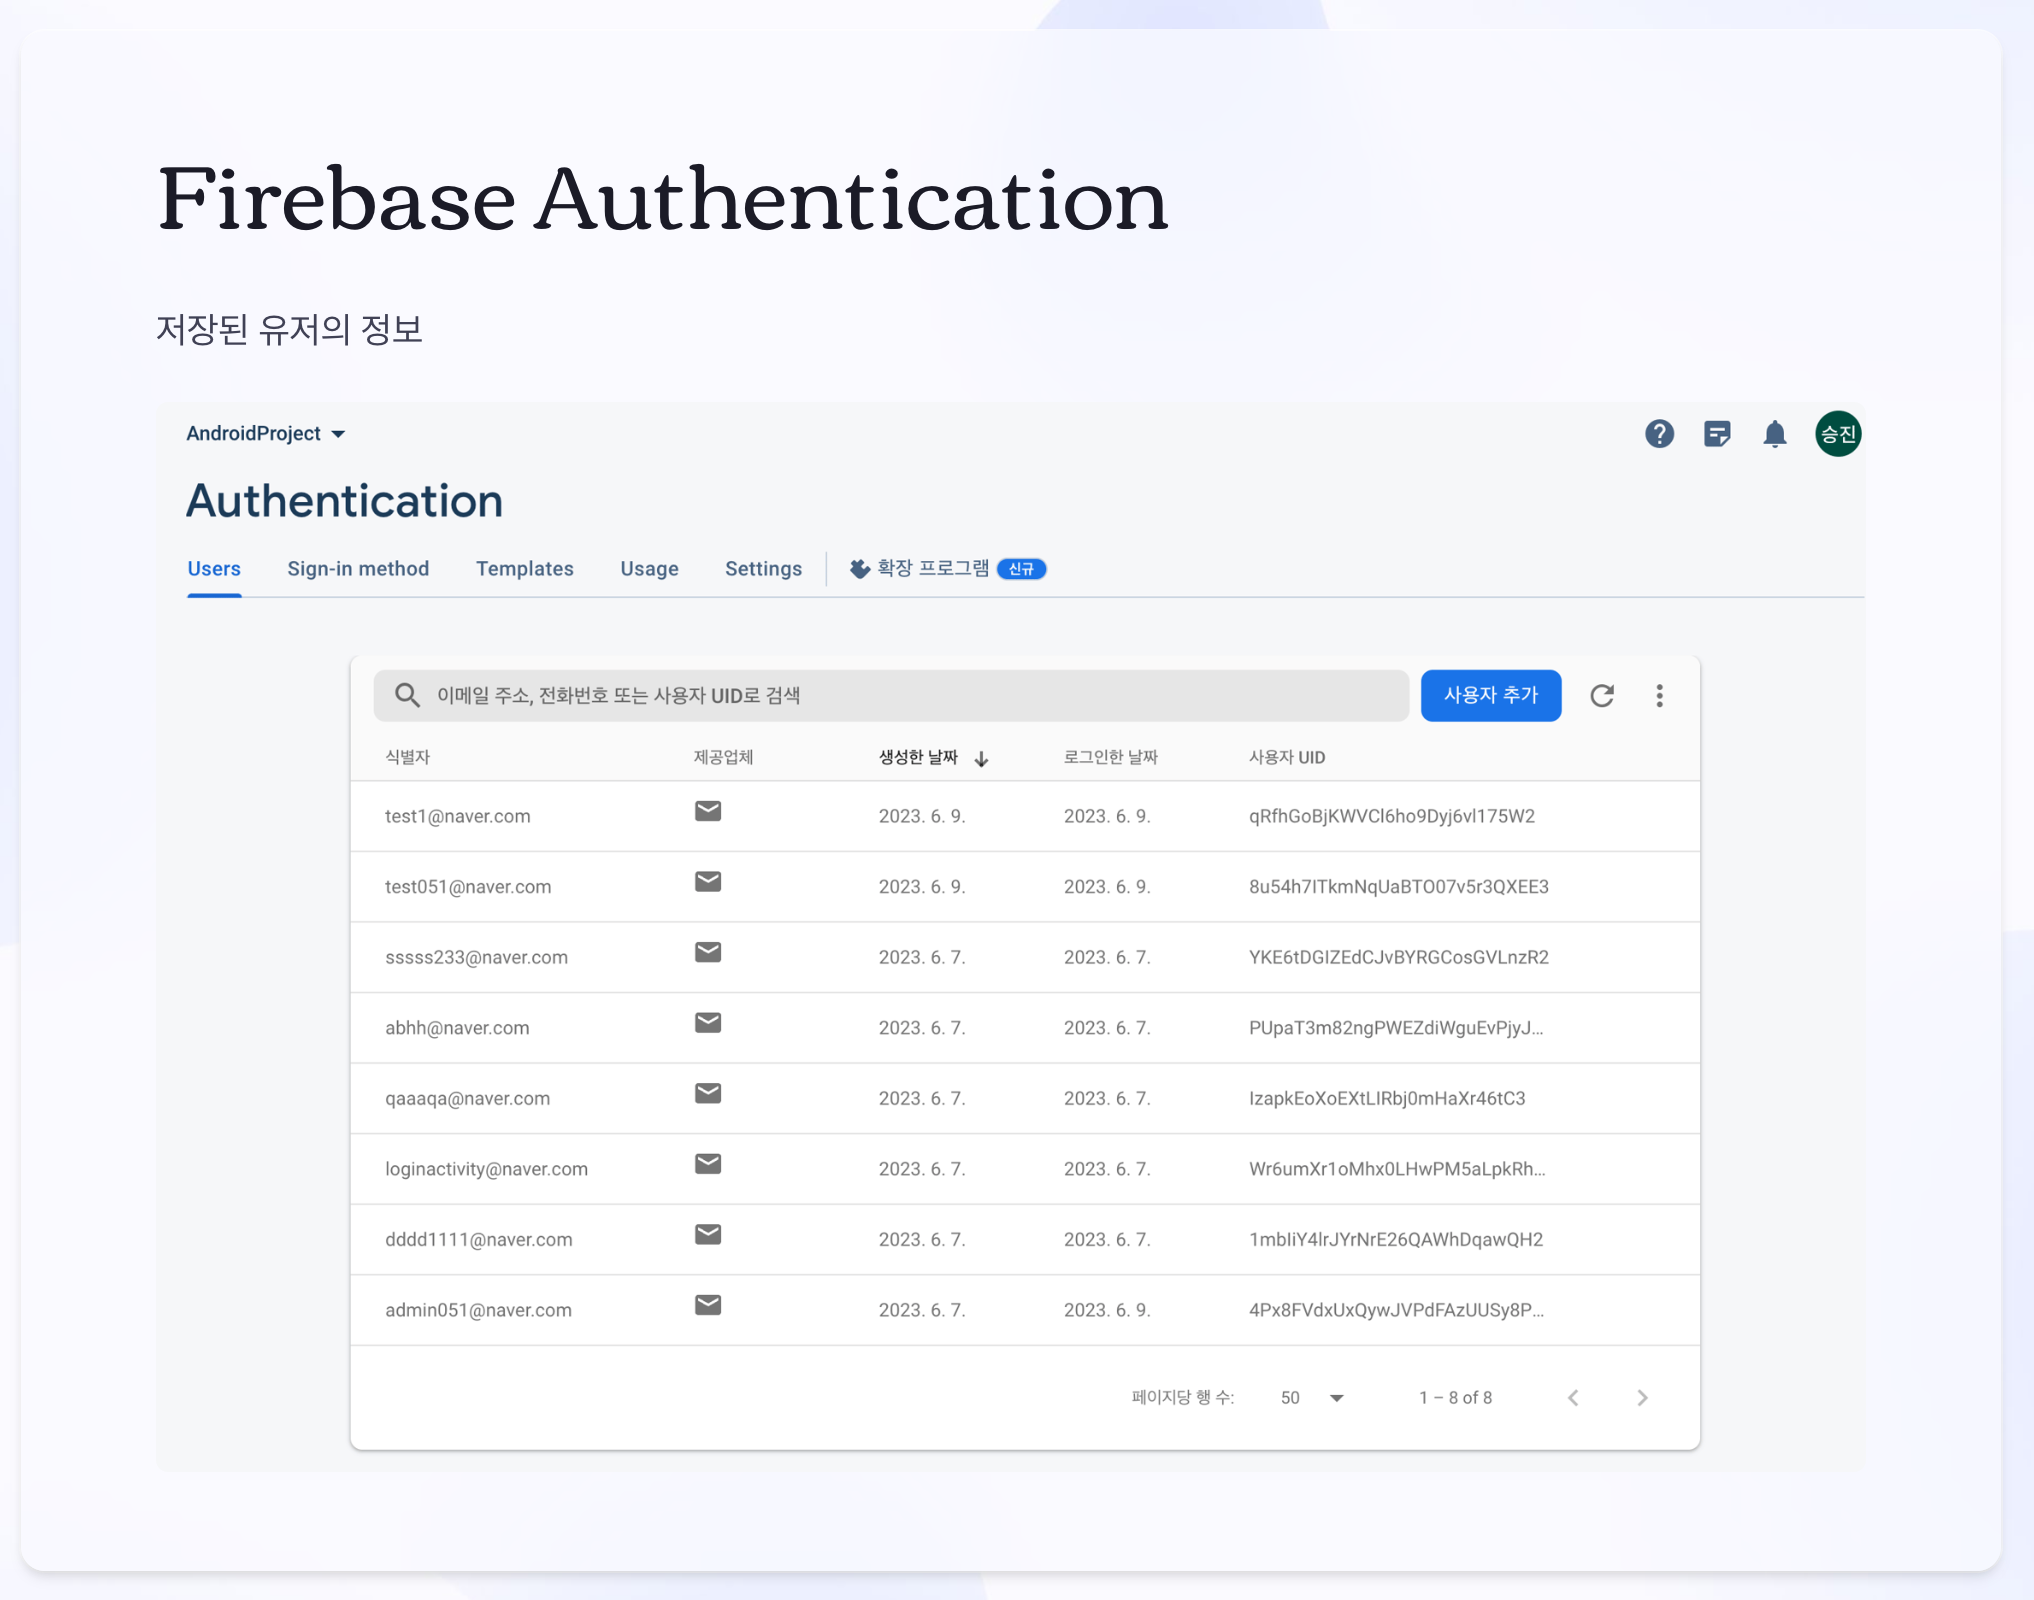 Firebase Authentication
저장된 유저의 정보
AndroidProject
승진
Authentication
Users Sign-in method Templates Usage Settings 확장 프로그램 신규
이메일 주소, 전화번호 또는 사용자 UID로 검색 사용자 추가
식별자 제공업체 생성한 날짜 로그인한 날짜 사용자 UID
test1@naver.com 2023. 6. 9. 2023. 6. 9. qRfhGoBjKWVCl6ho9Dyj6vl175W2
test051@naver.com 2023. 6. 9. 2023. 6. 9. 8u54h7ITkmNqUaBTO07v5r3QXEE3
sssss233@naver.com 2023. 6. 7. 2023. 6. 7. YKE6tDGIZEdCJvBYRGCosGVLnzR2
abhh@naver.com 2023. 6. 7. 2023. 6. 7. PUpaT3m82ngPWEZdiWguEvPjyJ...
qaaaqa@naver.com 2023. 6. 7. 2023. 6. 7. IzapkEoXoEXtLIRbj0mHaXr46tC3
loginactivity@naver.com 2023. 6. 7. 2023. 6. 7. Wr6umXr1oMhx0LHwPM5aLpkRh...
dddd1111@naver.com 2023. 6. 7. 2023. 6. 7. 1mbIiY4lrJYrNrE26QAWhDqawQH2
admin051@naver.com 2023. 6. 7. 2023. 6. 9. 4Px8FVdxUxQywJVPdFAzUUSy8P...
페이지당 행 수: 50 1 – 8 of 8